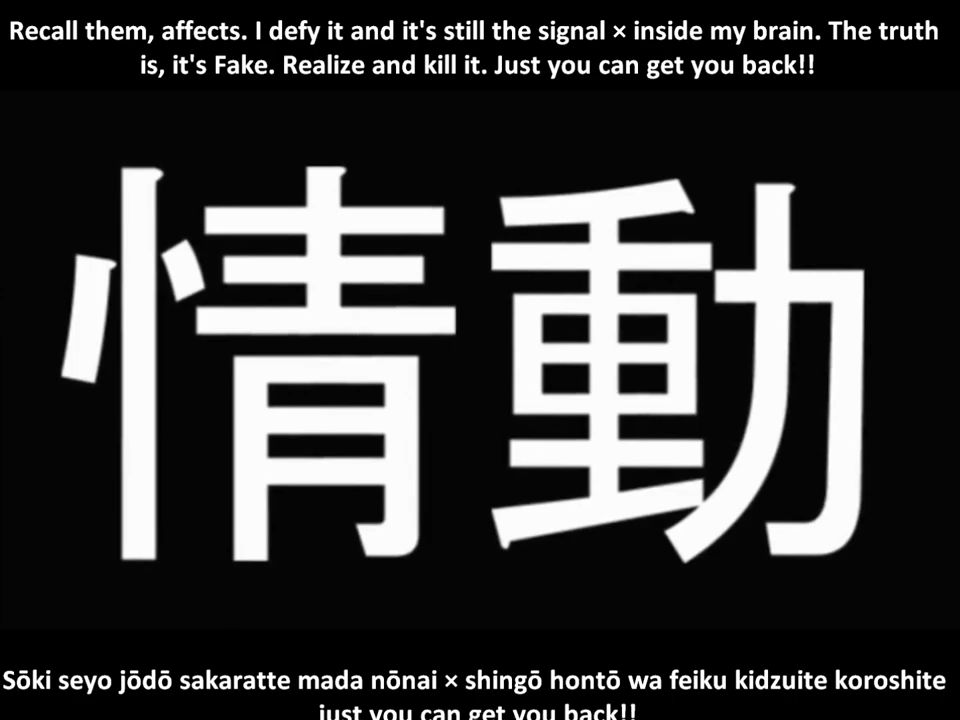 Recall them, affects. I defy it and it's still the signal × inside my brain. The truth
is, it's Fake. Realize and kill it. Just you can get you back!!
情動
Sōki seyo jōdō sakaratte mada nōnai × shingō hontō wa feiku kidzuite koroshite
just you can get you back!!